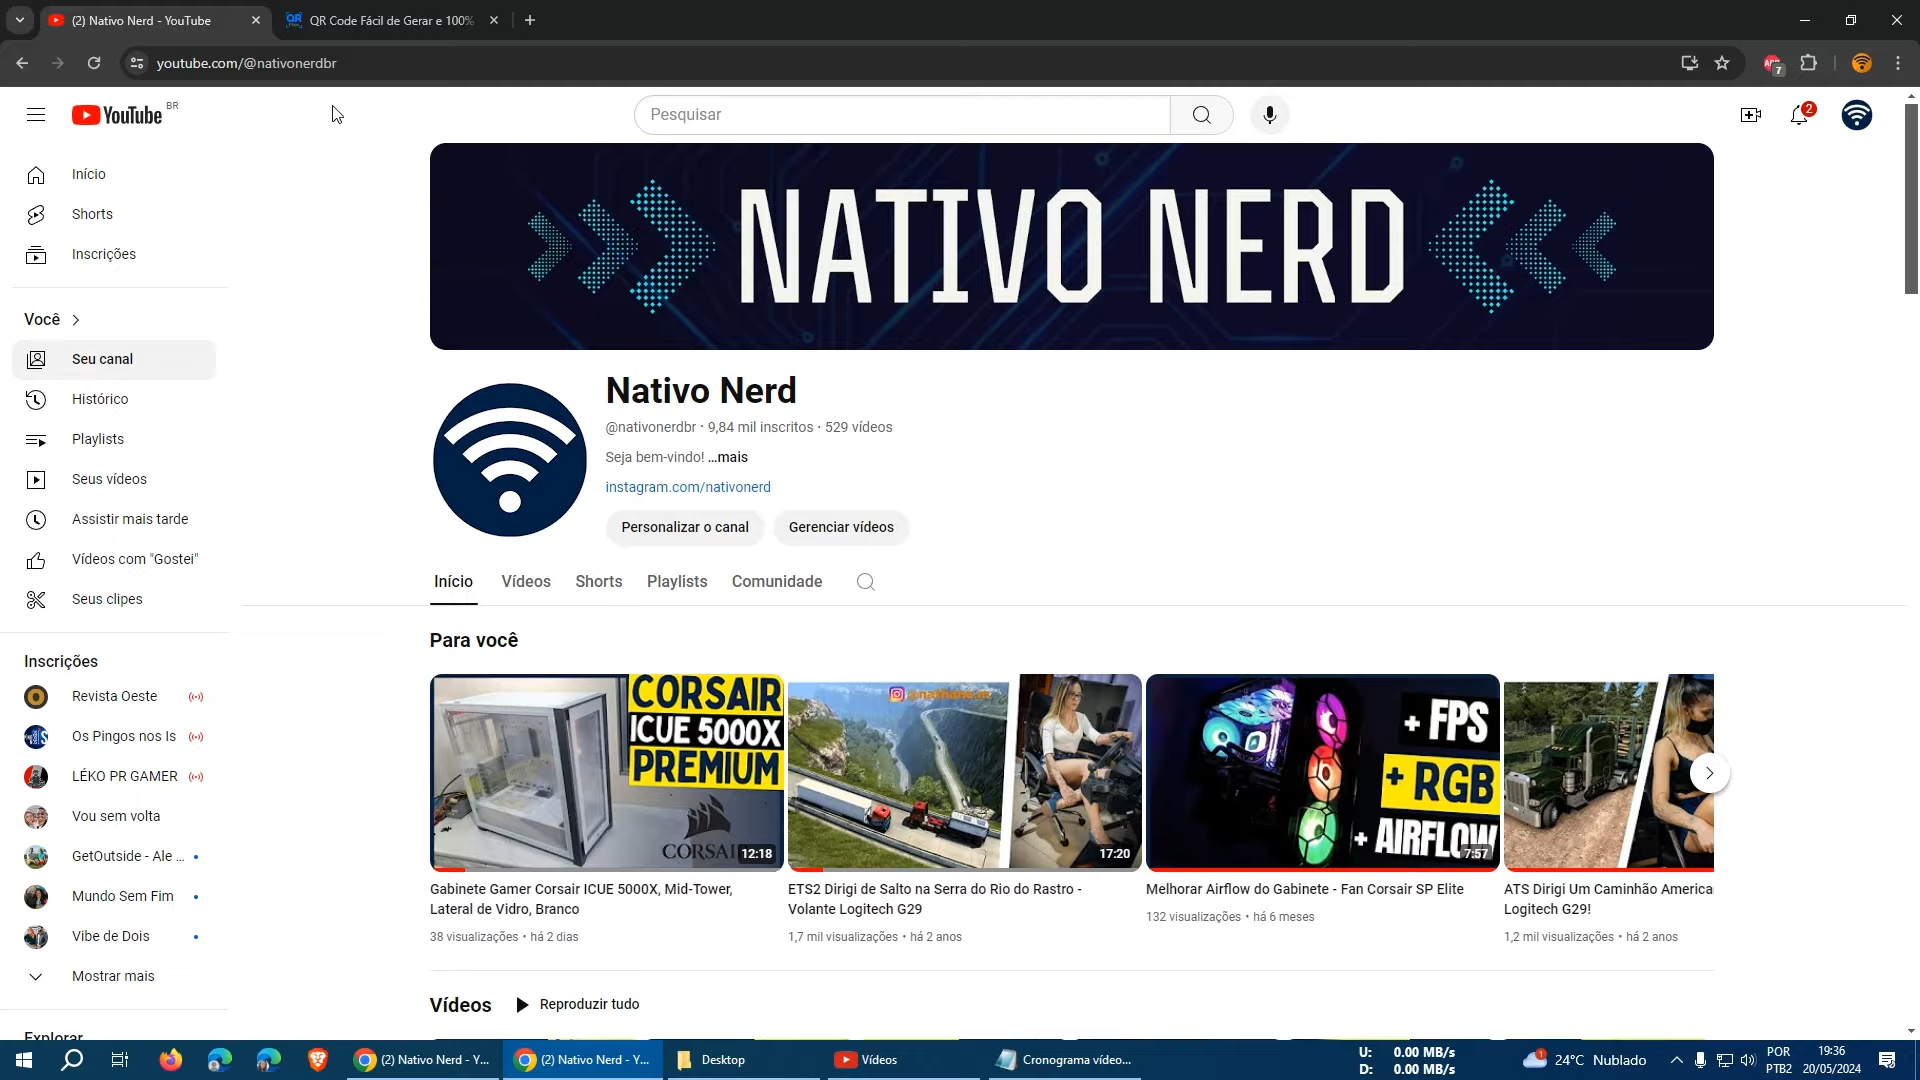 (2) Nativo Nerd - YouTube
QR Code Fácil de Gerar e 100%
youtube.com/@nativonerdbr
7
YouTube BR
Pesquisar
2
Início
Shorts
Inscrições
Você
Seu canal
Histórico
Playlists
Seus vídeos
Assistir mais tarde
Vídeos com "Gostei"
Seus clipes
Inscrições
Revista Oeste
Os Pingos nos Is
LÉKO PR GAMER
Vou sem volta
GetOutside - Ale ...
Mundo Sem Fim
Vibe de Dois
Mostrar mais
Explorar
NATIVO NERD
Nativo Nerd
@nativonerdbr • 9,84 mil inscritos • 529 vídeos
Seja bem-vindo! ...mais
instagram.com/nativonerd
Personalizar o canal
Gerenciar vídeos
Início Vídeos Shorts Playlists Comunidade
Para você
CORSAIR
ICUE 5000X
PREMIUM
CORSAIR
12:18
17:20
+ FPS
+ RGB
+ AIRFLOW
7:57
Gabinete Gamer Corsair ICUE 5000X, Mid-Tower,
Lateral de Vidro, Branco
38 visualizações • há 2 dias
ETS2 Dirigi de Salto na Serra do Rio do Rastro -
Volante Logitech G29
1,7 mil visualizações • há 2 anos
Melhorar Airflow do Gabinete - Fan Corsair SP Elite
132 visualizações • há 6 meses
ATS Dirigi Um Caminhão America
Logitech G29!
1,2 mil visualizações • há 2 anos
Vídeos
Reproduzir tudo
(2) Nativo Nerd - Y...
(2) Nativo Nerd - Y...
Desktop
Vídeos
Cronograma vídeo...
U: 0.00 MB/s
D: 0.00 MB/s
1
24°C Nublado
POR
PTB2
19:36
20/05/2024